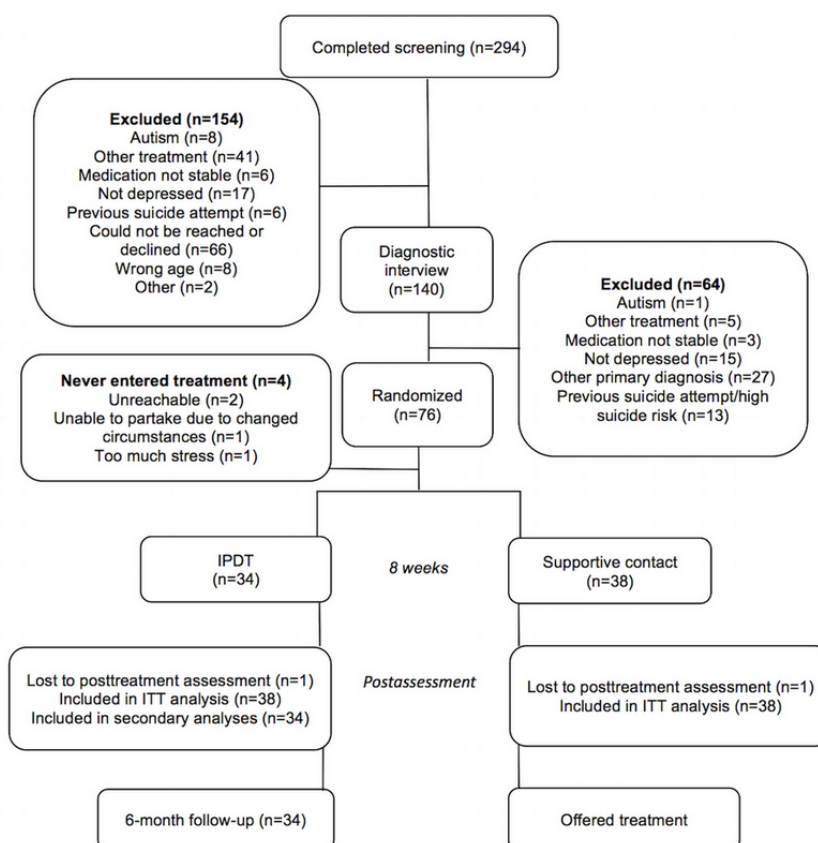 Completed screening (n=294)
Excluded (n=154)
Autism (n=8)
Other treatment (n=41)
Medication not stable (n=6)
Not depressed (n=17)
Previous suicide attempt (n=6)
Could not be reached or
declined (n=66)
Wrong age (n=8)
Other (n=2)
Diagnostic
interview
(n=140)
Excluded (n=64)
Autism (n=1)
Other treatment (n=5)
Medication not stable (n=3)
Not depressed (n=15)
Other primary diagnosis (n=27)
Previous suicide attempt/high
suicide risk (n=13)
Never entered treatment (n=4)
Unreachable (n=2)
Unable to partake due to changed
circumstances (n=1)
Too much stress (n=1)
Randomized
(n=76)
IPDT
(n=34)
8 weeks
Supportive contact
(n=38)
Lost to posttreatment assessment (n=1)
Included in ITT analysis (n=38)
Included in secondary analyses (n=34)
Postassessment
Lost to posttreatment assessment (n=1)
Included in ITT analysis (n=38)
6-month follow-up (n=34)
Offered treatment